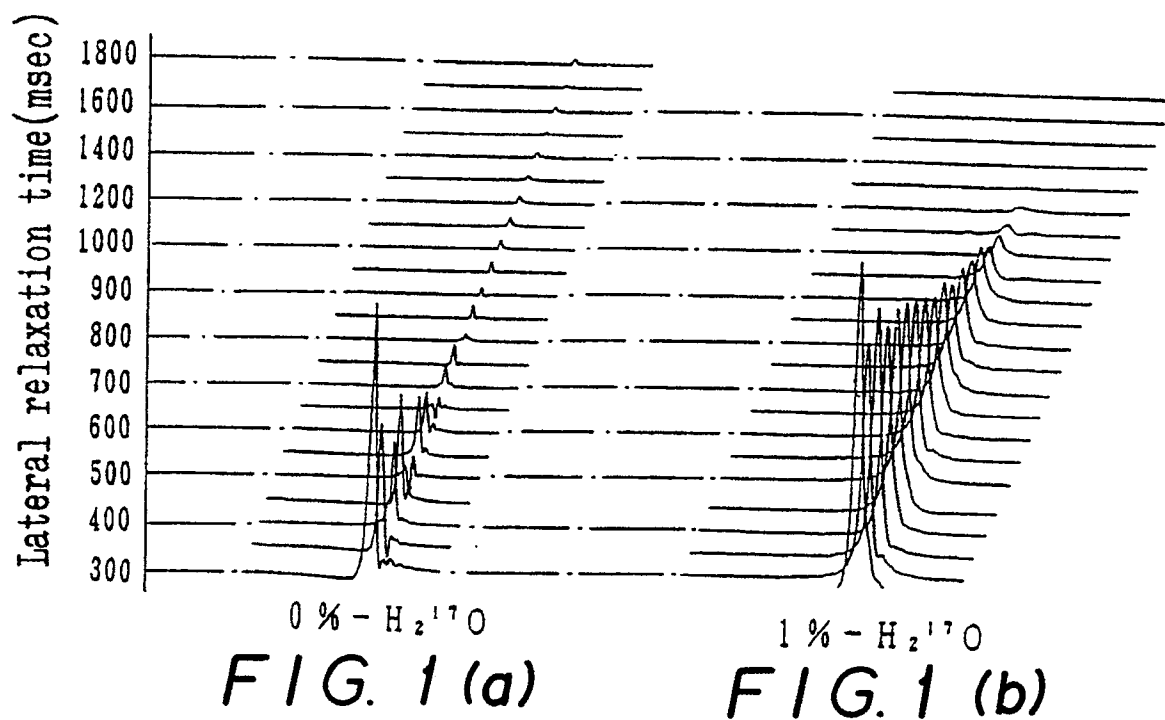 Lateral relaxation time(msec)
1800
1600
1400
1200
1000
900
800
700
600
500
400
300
0%-H₂¹⁷O
1%-H₂¹⁷O
FIG. 1 (a)
FIG. 1 (b)